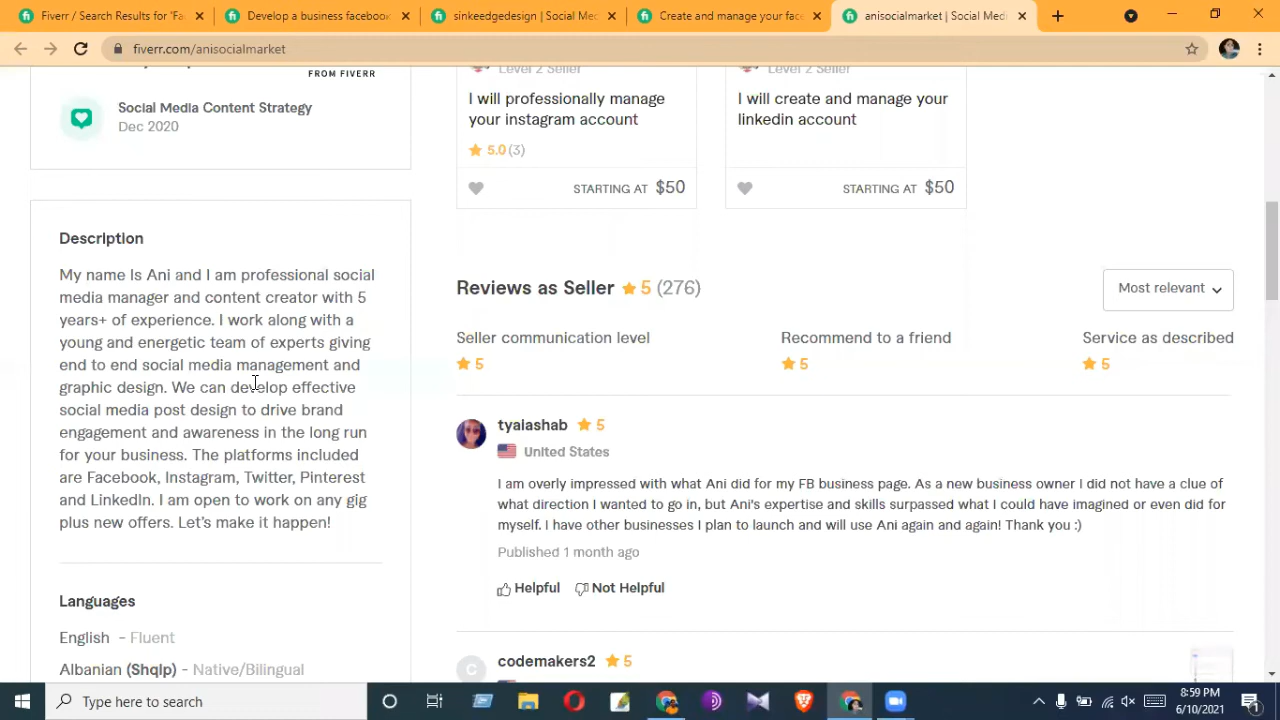 Fiverr / Search Results for 'Fa
Develop a business facebook
sinkeedgedesign | Social Med
Create and manage your face
anisocialmarket | Social Medi
fiverr.com/anisocialmarket
FROM FIVERR
Social Media Content Strategy
Dec 2020
Level 2 Seller
I will professionally manage
your instagram account
5.0 (3)
STARTING AT $50
Level 2 Seller
I will create and manage your
linkedin account
STARTING AT $50
Description
My name Is Ani and I am professional social
media manager and content creator with 5
years+ of experience. I work along with a
young and energetic team of experts giving
end to end social media management and
graphic design. We can develop effective
social media post design to drive brand
engagement and awareness in the long run
for your business. The platforms included
are Facebook, Instagram, Twitter, Pinterest
and LinkedIn. I am open to work on any gig
plus new offers. Let's make it happen!
Languages
English - Fluent
Albanian (Shqlp) - Native/Bilingual
Reviews as Seller 5 (276)
Most relevant
Seller communication level
5
Recommend to a friend
5
Service as described
5
tyalashab 5
United States
I am overly impressed with what Ani did for my FB business page. As a new business owner I did not have a clue of
what direction I wanted to go in, but Ani's expertise and skills surpassed what I could have imagined or even did for
myself. I have other businesses I plan to launch and will use Ani again and again! Thank you :)
Published 1 month ago
Helpful
Not Helpful
C
codemakers2 5
Type here to search
8:59 PM
6/10/2021
1